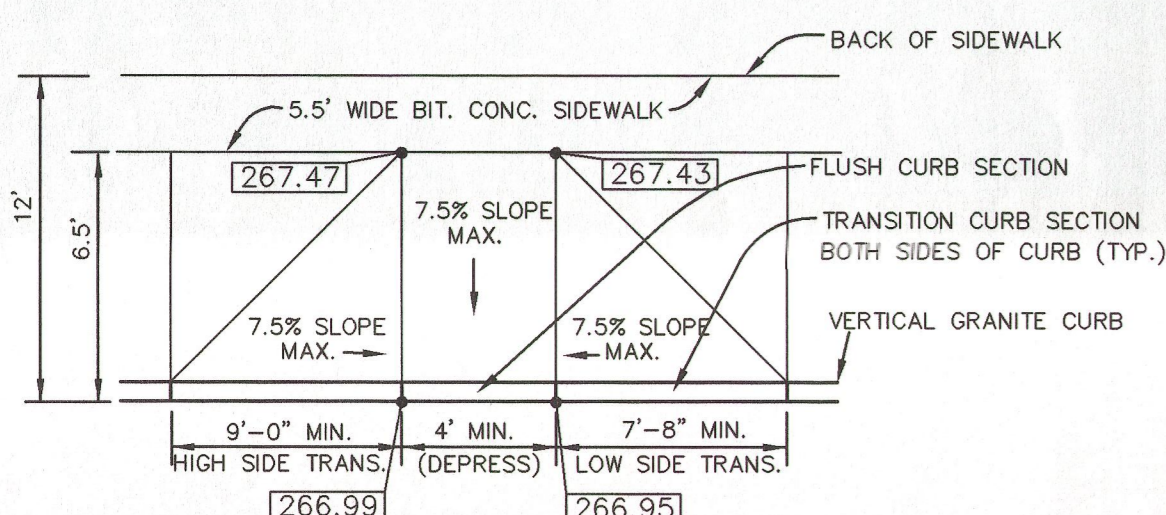 BACK OF SIDEWALK
5.5' WIDE BIT. CONC. SIDEWALK
12'
6.5'
267.47
267.43
FLUSH CURB SECTION
7.5% SLOPE
MAX.
TRANSITION CURB SECTION
BOTH SIDES OF CURB (TYP.)
7.5% SLOPE
MAX.
7.5% SLOPE
MAX.
VERTICAL GRANITE CURB
9'-0" MIN.
HIGH SIDE TRANS.
4' MIN.
(DEPRESS)
7'-8" MIN.
LOW SIDE TRANS.
266.99
266.95